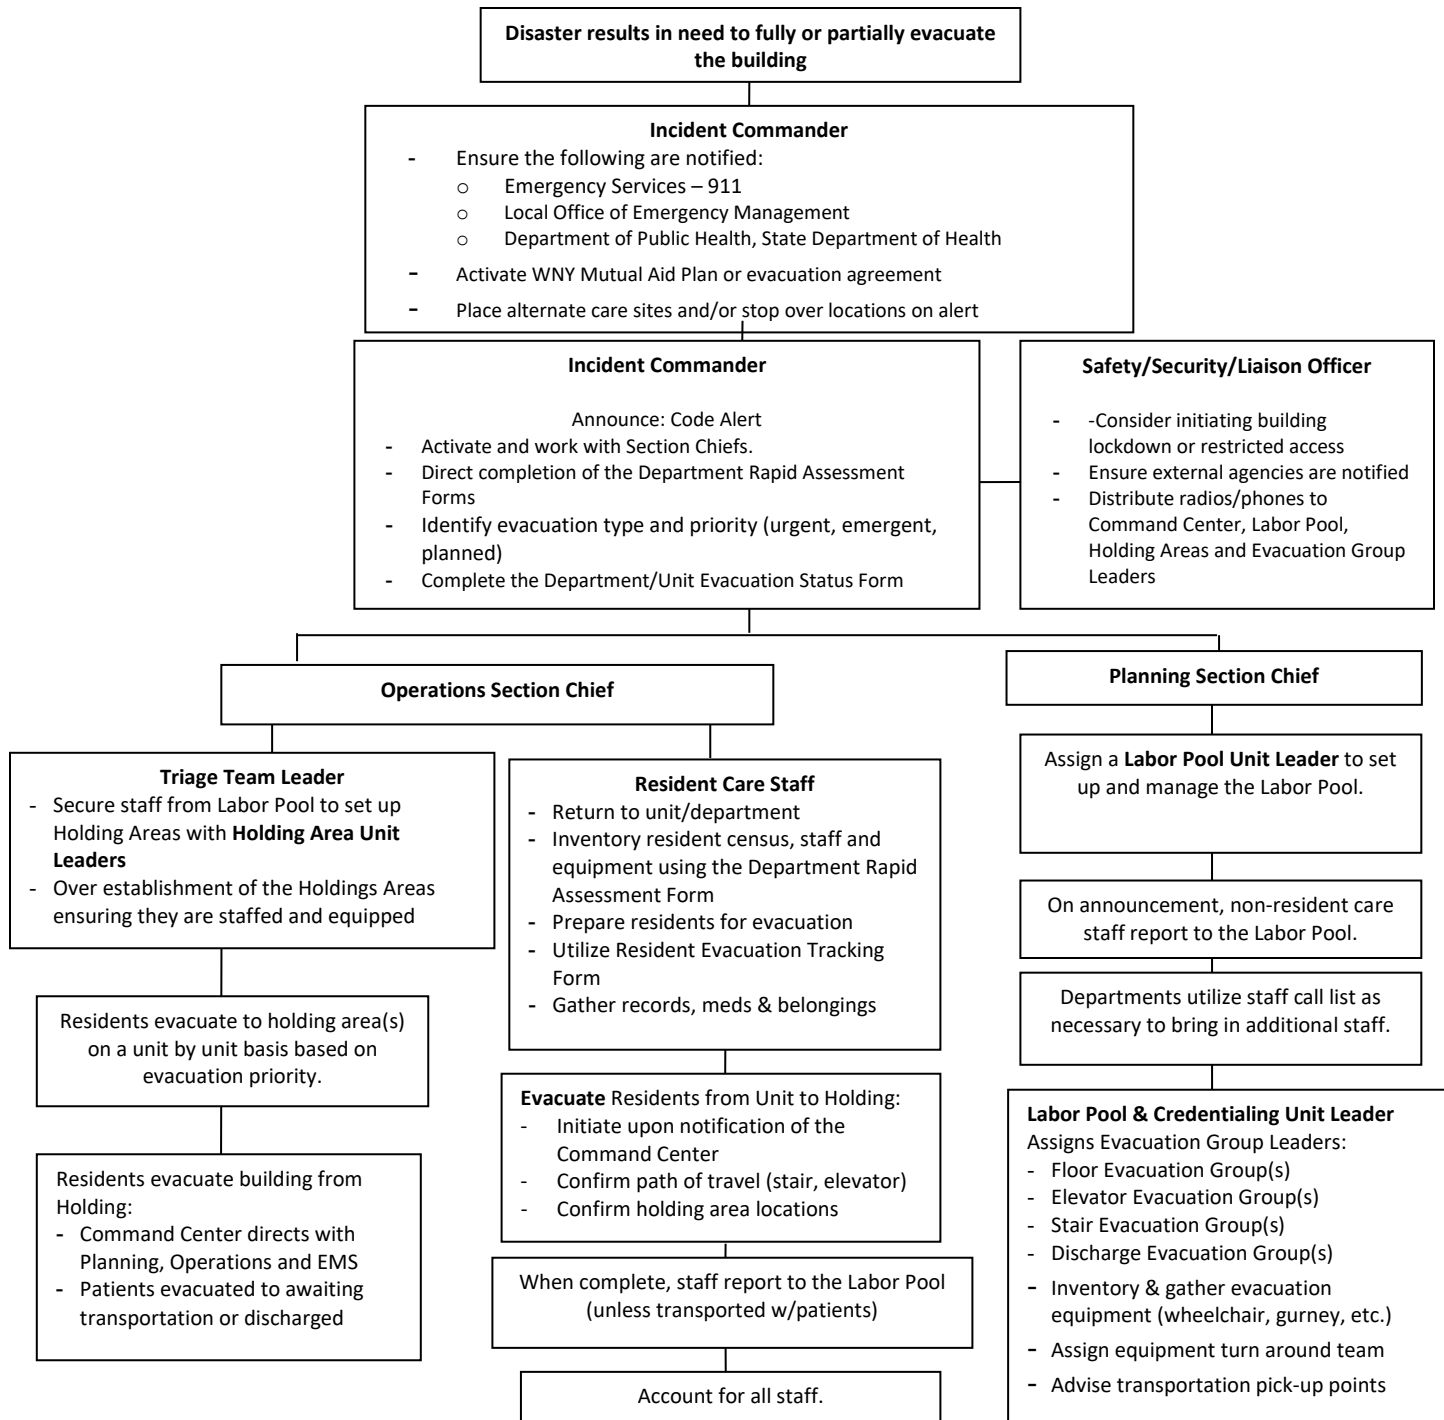 Disaster results in need to fully or partially evacuate
the building
Incident Commander
- Ensure the following are notified:
o Emergency Services – 911
o Local Office of Emergency Management
o Department of Public Health, State Department of Health
- Activate WNY Mutual Aid Plan or evacuation agreement
- Place alternate care sites and/or stop over locations on alert
Incident Commander
Announce: Code Alert
- Activate and work with Section Chiefs.
- Direct completion of the Department Rapid Assessment
Forms
- Identify evacuation type and priority (urgent, emergent,
planned)
- Complete the Department/Unit Evacuation Status Form
Safety/Security/Liaison Officer
- -Consider initiating building
lockdown or restricted access
- Ensure external agencies are notified
- Distribute radios/phones to
Command Center, Labor Pool,
Holding Areas and Evacuation Group
Leaders
Operations Section Chief
Planning Section Chief
Triage Team Leader
- Secure staff from Labor Pool to set up
Holding Areas with Holding Area Unit
Leaders
- Over establishment of the Holdings Areas
ensuring they are staffed and equipped
Residents evacuate to holding area(s)
on a unit by unit basis based on
evacuation priority.
Residents evacuate building from
Holding:
- Command Center directs with
Planning, Operations and EMS
- Patients evacuated to awaiting
transportation or discharged
Resident Care Staff
- Return to unit/department
- Inventory resident census, staff and
equipment using the Department Rapid
Assessment Form
- Prepare residents for evacuation
- Utilize Resident Evacuation Tracking
Form
- Gather records, meds & belongings
Evacuate Residents from Unit to Holding:
- Initiate upon notification of the
Command Center
- Confirm path of travel (stair, elevator)
- Confirm holding area locations
When complete, staff report to the Labor Pool
(unless transported w/patients)
Account for all staff.
Assign a Labor Pool Unit Leader to set
up and manage the Labor Pool.
On announcement, non-resident care
staff report to the Labor Pool.
Departments utilize staff call list as
necessary to bring in additional staff.
Labor Pool & Credentialing Unit Leader
Assigns Evacuation Group Leaders:
- Floor Evacuation Group(s)
- Elevator Evacuation Group(s)
- Stair Evacuation Group(s)
- Discharge Evacuation Group(s)
- Inventory & gather evacuation
equipment (wheelchair, gurney, etc.)
- Assign equipment turn around team
- Advise transportation pick-up points